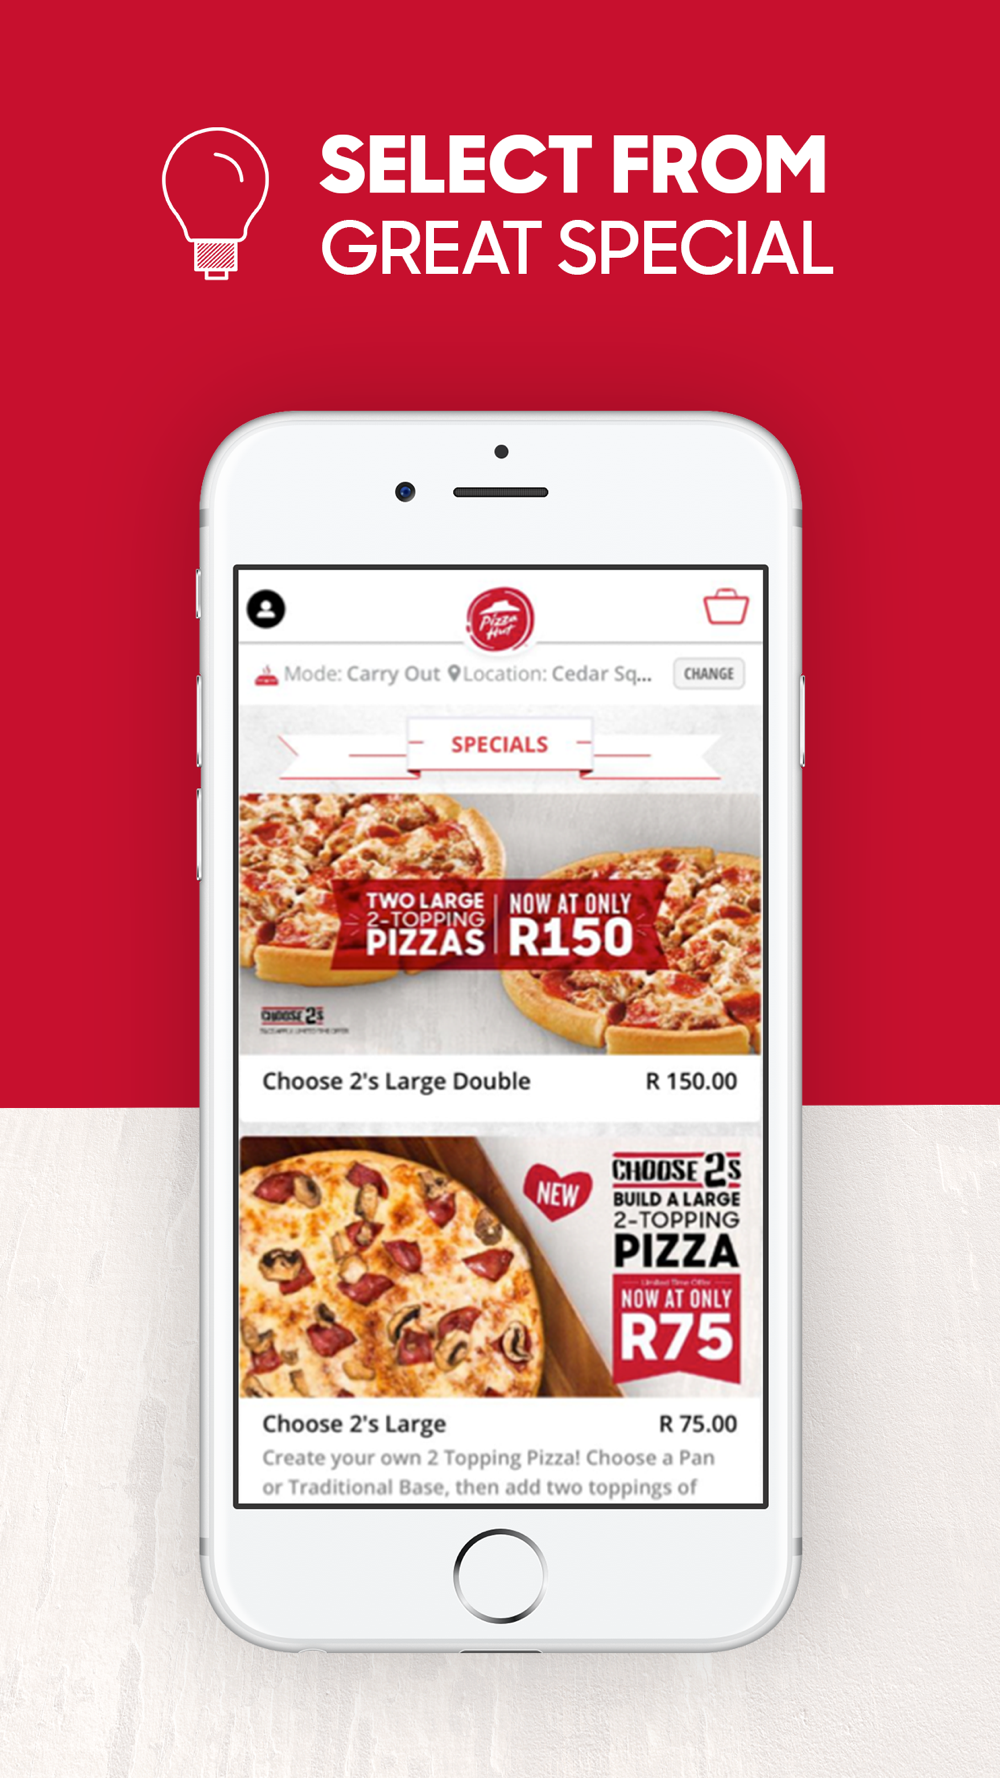 SELECT FROM
GREAT SPECIAL
Pizza
Hut
Mode: Carry Out Location: Cedar Sq... CHANGE
SPECIALS
TWO LARGE
2-TOPPING
PIZZAS
NOW AT ONLY
R150
CHOOSE 2's
Choose 2's Large Double R 150.00
NEW
CHOOSE 2's
BUILD A LARGE
2-TOPPING
PIZZA
Limited Time Offer
NOW AT ONLY
R75
Choose 2's Large R 75.00
Create your own 2 Topping Pizza! Choose a Pan
or Traditional Base, then add two toppings of